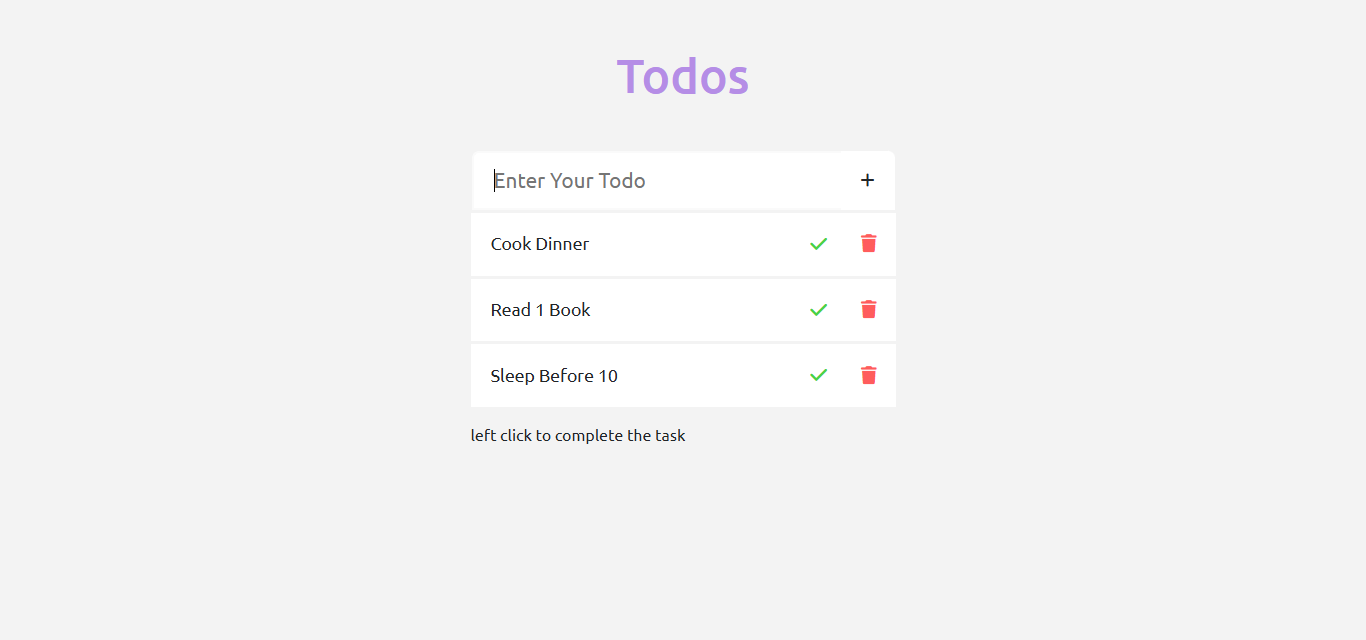 Todos
Enter Your Todo
Cook Dinner
Read 1 Book
Sleep Before 10
left click to complete the task